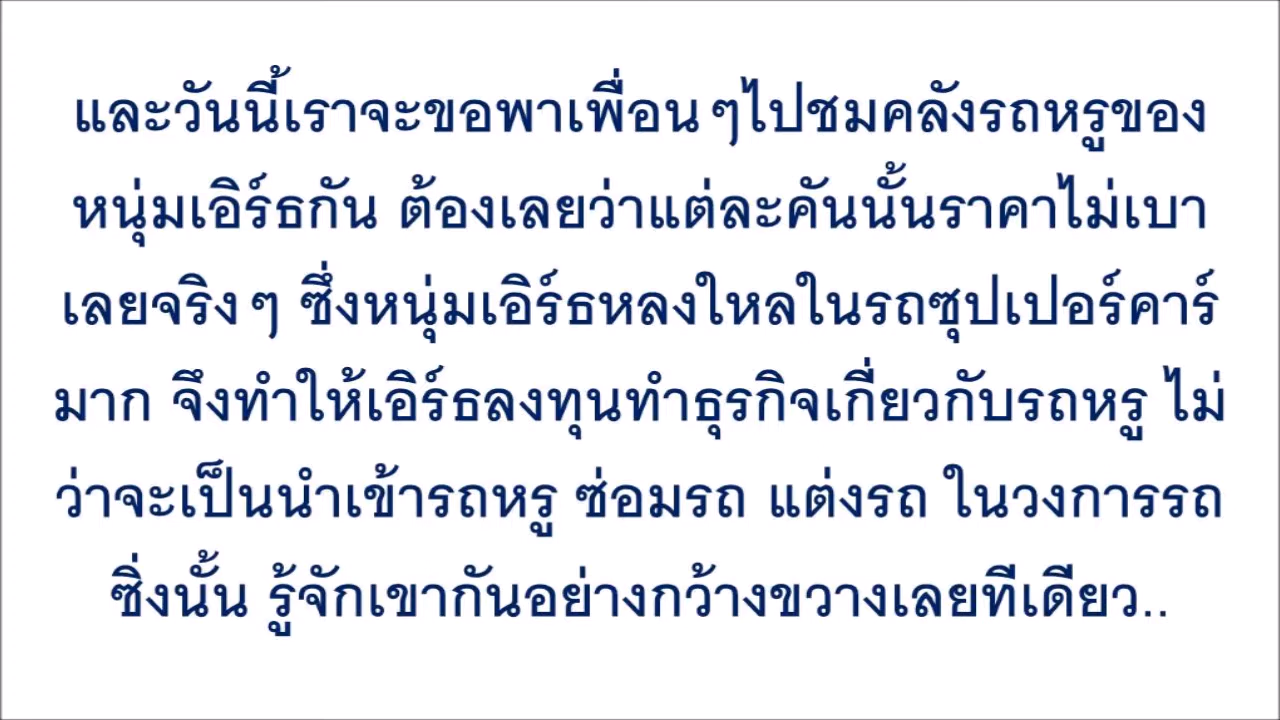 และวันนี้เราจะขอพาเพื่อนๆไปชมคลังรถหรูของ
หนุ่มเอิร์ธกัน ต้องเลยว่าแต่ละคันนั้นราคาไม่เบา
เลยจริงๆ ซึ่งหนุ่มเอิร์ธหลงใหลในรถซุปเปอร์คาร์
มาก จึงทำให้เอิร์ธลงทุนทำธุรกิจเกี่ยวกับรถหรู ไม่
ว่าจะเป็นนำเข้ารถหรู ซ่อมรถ แต่งรถ ในวงการรถ
ซิ่งนั้น รู้จักเขากันอย่างกว้างขวางเลยทีเดียว..